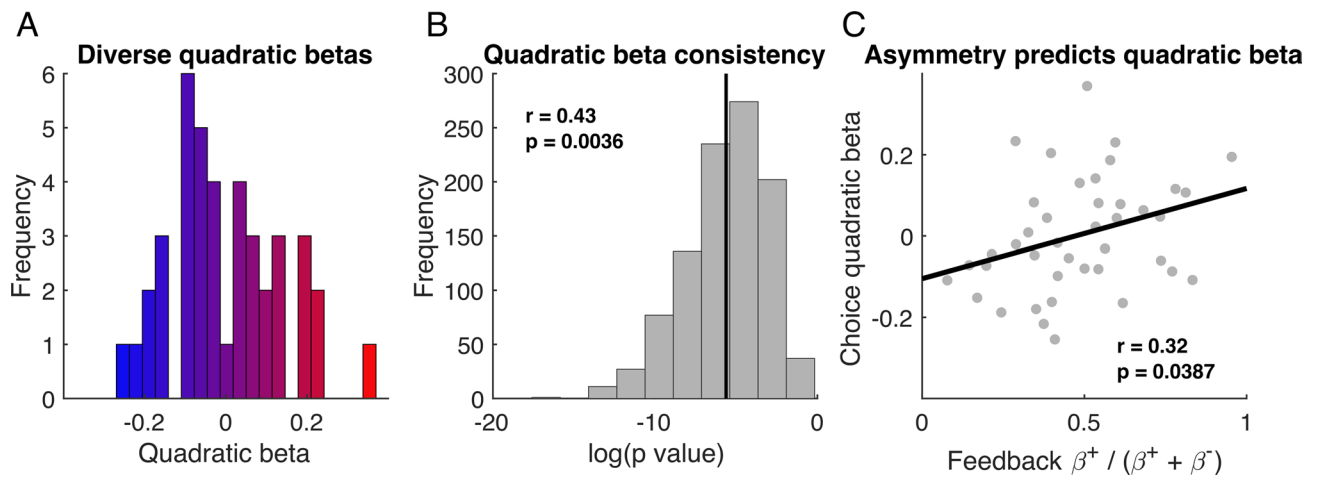 A
Diverse quadratic betas
6
5
4
3
2
1
0
Frequency
-0.2
0
0.2
Quadratic beta
B
Quadratic beta consistency
300
250
200
150
100
50
0
Frequency
r = 0.43
p = 0.0036
-20
-10
0
log(p value)
C
Asymmetry predicts quadratic beta
0.2
0
-0.2
Choice quadratic beta
r = 0.32
p = 0.0387
0
0.5
1
Feedback β⁺ / (β⁺ + β⁻)